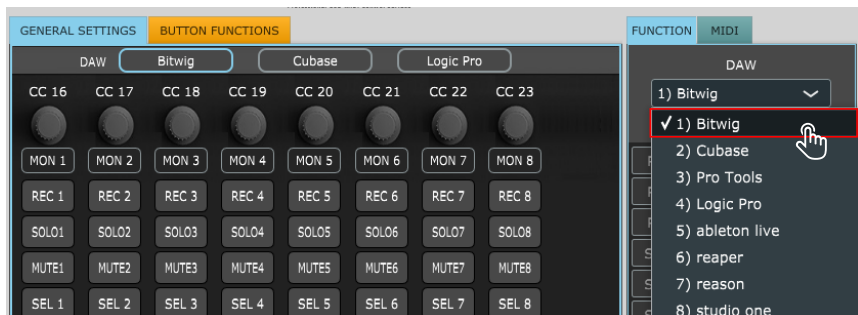 GENERAL SETTINGS BUTTON FUNCTIONS
DAW Bitwig Cubase Logic Pro
CC 16 CC 17 CC 18 CC 19 CC 20 CC 21 CC 22 CC 23
MON 1 MON 2 MON 3 MON 4 MON 5 MON 6 MON 7 MON 8
REC 1 REC 2 REC 3 REC 4 REC 5 REC 6 REC 7 REC 8
SOLO1 SOLO2 SOLO3 SOLO4 SOLO5 SOLO6 SOLO7 SOLO8
MUTE1 MUTE2 MUTE3 MUTE4 MUTE5 MUTE6 MUTE7 MUTE8
SEL 1 SEL 2 SEL 3 SEL 4 SEL 5 SEL 6 SEL 7 SEL 8
FUNCTION MIDI
DAW
1) Bitwig
✓ 1) Bitwig
2) Cubase
3) Pro Tools
4) Logic Pro
5) ableton live
6) reaper
7) reason
8) studio one